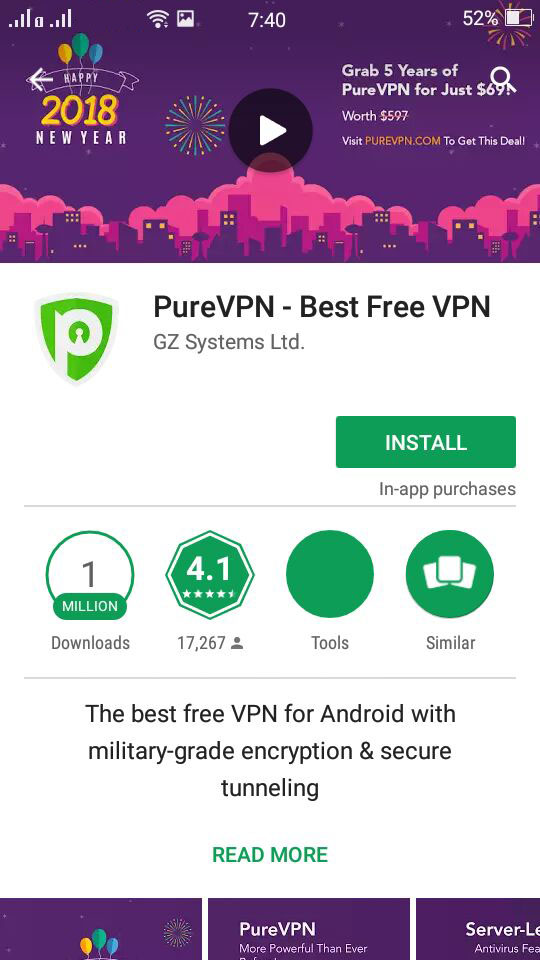 7:40
52%
HAPPY
2018
NEW YEAR
Grab 5 Years of
PureVPN for Just $69!
Worth $597
Visit PUREVPN.COM To Get This Deal!
PureVPN - Best Free VPN
GZ Systems Ltd.
INSTALL
In-app purchases
1
MILLION
Downloads
4.1
17,267
Tools
Similar
The best free VPN for Android with
military-grade encryption & secure
tunneling
READ MORE
PureVPN
More Powerful Than Ever
Server-Le
Antivirus Fea